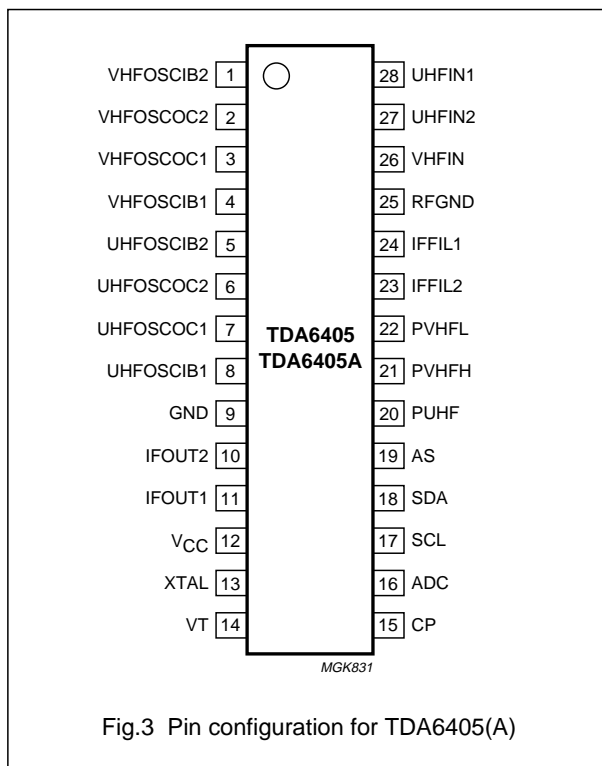 VHFOSCIB2 1 28 UHFIN1
VHFOSCOC2 2 27 UHFIN2
VHFOSCOC1 3 26 VHFIN
VHFOSCIB1 4 25 RFGND
UHFOSCIB2 5 24 IFFIL1
UHFOSCOC2 6 23 IFFIL2
UHFOSCOC1 7 TDA6405 22 PVHFL
TDA6405A
UHFOSCIB1 8 21 PVHFH
GND 9 20 PUHF
IFOUT2 10 19 AS
IFOUT1 11 18 SDA
VCC 12 17 SCL
XTAL 13 16 ADC
VT 14 15 CP
MGK831
Fig.3 Pin configuration for TDA6405(A)